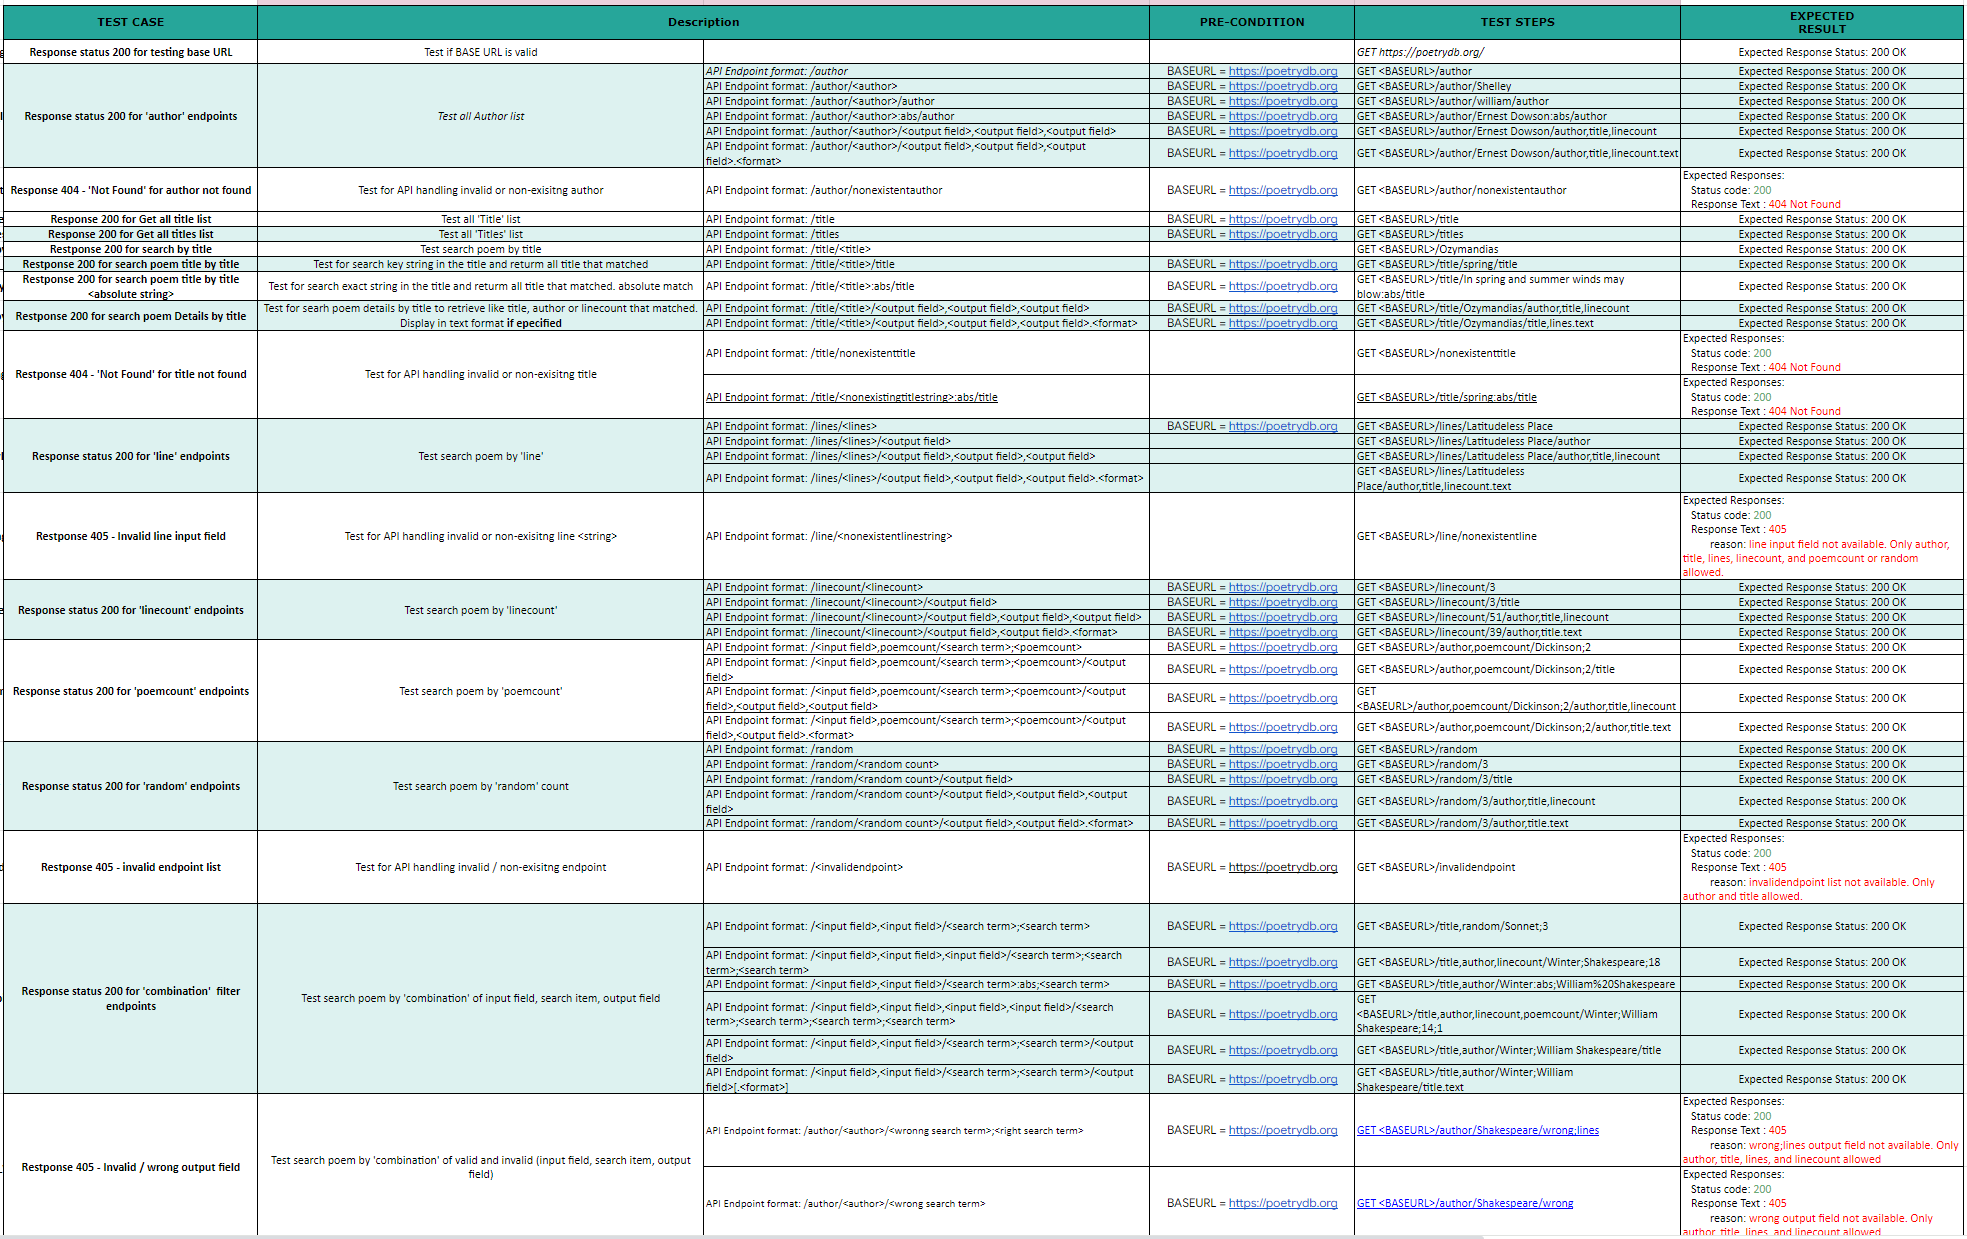 TEST CASE Description PRE-CONDITION TEST STEPS EXPECTED
RESULT
Response status 200 for testing base URL Test if BASE URL is valid GET https://poetrydb.org/ Expected Response Status: 200 OK
Response status 200 for 'author' endpoints Test all Author list
API Endpoint format: /author BASEURL = https://poetrydb.org GET <BASEURL>/author Expected Response Status: 200 OK
API Endpoint format: /author/<author> BASEURL = https://poetrydb.org GET <BASEURL>/author/Shelley Expected Response Status: 200 OK
API Endpoint format: /author/<author>/author BASEURL = https://poetrydb.org GET <BASEURL>/author/william/author Expected Response Status: 200 OK
API Endpoint format: /author/<author>:abs/author BASEURL = https://poetrydb.org GET <BASEURL>/author/Ernest Dowson:abs/author Expected Response Status: 200 OK
API Endpoint format: /author/<author>/<output field>,<output field>,<output field> BASEURL = https://poetrydb.org GET <BASEURL>/author/Ernest Dowson/author,title,linecount Expected Response Status: 200 OK
API Endpoint format: /author/<author>/<output field>,<output field>,<output
field>.<format> BASEURL = https://poetrydb.org GET <BASEURL>/author/Ernest Dowson/author,title,linecount.text Expected Response Status: 200 OK
Response 404 - 'Not Found' for author not found Test for API handling invalid or non-exisitng author API Endpoint format: /author/nonexistentauthor BASEURL = https://poetrydb.org GET <BASEURL>/author/nonexistentauthor
Expected Responses:
Status code: 200
Response Text : 404 Not Found
Response 200 for Get all title list Test all 'Title' list API Endpoint format: /title BASEURL = https://poetrydb.org GET <BASEURL>/title Expected Response Status: 200 OK
Response 200 for Get all titles list Test all 'Titles' list API Endpoint format: /titles BASEURL = https://poetrydb.org GET <BASEURL>/titles Expected Response Status: 200 OK
Restponse 200 for search by title Test search poem by title API Endpoint format: /title/<title> GET <BASEURL>/Ozymandias Expected Response Status: 200 OK
Restponse 200 for search poem title by title Test for search key string in the title and returm all title that matched API Endpoint format: /title/<title>/title BASEURL = https://poetrydb.org GET <BASEURL>/title/spring/title Expected Response Status: 200 OK
Restponse 200 for search poem title by title
<absolute string> Test for search exact string in the title and returm all title that matched. absolute match API Endpoint format: /title/<title>:abs/title BASEURL = https://poetrydb.org
GET <BASEURL>/title/In spring and summer winds may
blow:abs/title Expected Response Status: 200 OK
Restponse 200 for search poem Details by title
Test for searh poem details by title to retrieve like title, author or linecount that matched.
Display in text format if epecified
API Endpoint format: /title/<title>/<output field>,<output field>,<output field> BASEURL = https://poetrydb.org GET <BASEURL>/title/Ozymandias/author,title,linecount Expected Response Status: 200 OK
API Endpoint format: /title/<title>/<output field>,<output field>,<output field>.<format> BASEURL = https://poetrydb.org GET <BASEURL>/title/Ozymandias/title,lines.text Expected Response Status: 200 OK
Restponse 404 - 'Not Found' for title not found Test for API handling invalid or non-exisitng title
API Endpoint format: /title/nonexistenttitle GET <BASEURL>/nonexistenttitle
Expected Responses:
Status code: 200
Response Text : 404 Not Found
API Endpoint format: /title/<nonexistingtitlestring>:abs/title GET <BASEURL>/title/spring:abs/title
Expected Responses:
Status code: 200
Response Text : 404 Not Found
Response status 200 for 'line' endpoints Test search poem by 'line'
API Endpoint format: /lines/<lines> BASEURL = https://poetrydb.org GET <BASEURL>/lines/Latitudeless Place Expected Response Status: 200 OK
API Endpoint format: /lines/<lines>/<output field> GET <BASEURL>/lines/Latitudeless Place/author Expected Response Status: 200 OK
API Endpoint format: /lines/<lines>/<output field>,<output field>,<output field> GET <BASEURL>/lines/Latitudeless Place/author,title,linecount Expected Response Status: 200 OK
API Endpoint format: /lines/<lines>/<output field>,<output field>,<output field>.<format>
GET <BASEURL>/lines/Latitudeless
Place/author,title,linecount.text Expected Response Status: 200 OK
Restponse 405 - Invalid line input field Test for API handling invalid or non-exisitng line <string> API Endpoint format: /line/<nonexistentlinestring> GET <BASEURL>/line/nonexistentline
Expected Responses:
Status code: 200
Response Text : 405
reason: line input field not available. Only author,
title, lines, linecount, and poemcount or random
allowed.
Response status 200 for 'linecount' endpoints Test search poem by 'linecount'
API Endpoint format: /linecount/<linecount> BASEURL = https://poetrydb.org GET <BASEURL>/linecount/3 Expected Response Status: 200 OK
API Endpoint format: /linecount/<linecount>/<output field> BASEURL = https://poetrydb.org GET <BASEURL>/linecount/3/title Expected Response Status: 200 OK
API Endpoint format: /linecount/<linecount>/<output field>,<output field>,<output field> BASEURL = https://poetrydb.org GET <BASEURL>/linecount/51/author,title,linecount Expected Response Status: 200 OK
API Endpoint format: /linecount/<linecount>/<output field>,<output field>.<format> BASEURL = https://poetrydb.org GET <BASEURL>/linecount/39/author,title.text Expected Response Status: 200 OK
Response status 200 for 'poemcount' endpoints Test search poem by 'poemcount'
API Endpoint format: /<input field>,poemcount/<search term>;<poemcount> BASEURL = https://poetrydb.org GET <BASEURL>/author,poemcount/Dickinson;2 Expected Response Status: 200 OK
API Endpoint format: /<input field>,poemcount/<search term>;<poemcount>/<output
field> BASEURL = https://poetrydb.org GET <BASEURL>/author,poemcount/Dickinson;2/title Expected Response Status: 200 OK
API Endpoint format: /<input field>,poemcount/<search term>;<poemcount>/<output
field>,<output field>,<output field> BASEURL = https://poetrydb.org
GET
<BASEURL>/author,poemcount/Dickinson;2/author,title,linecount Expected Response Status: 200 OK
API Endpoint format: /<input field>,poemcount/<search term>;<poemcount>/<output
field>,<output field>.<format> BASEURL = https://poetrydb.org GET <BASEURL>/author,poemcount/Dickinson;2/author,title.text Expected Response Status: 200 OK
Response status 200 for 'random' endpoints Test search poem by 'random' count
API Endpoint format: /random BASEURL = https://poetrydb.org GET <BASEURL>/random Expected Response Status: 200 OK
API Endpoint format: /random/<random count> BASEURL = https://poetrydb.org GET <BASEURL>/random/3 Expected Response Status: 200 OK
API Endpoint format: /random/<random count>/<output field> BASEURL = https://poetrydb.org GET <BASEURL>/random/3/title Expected Response Status: 200 OK
API Endpoint format: /random/<random count>/<output field>,<output field>,<output
field> BASEURL = https://poetrydb.org GET <BASEURL>/random/3/author,title,linecount Expected Response Status: 200 OK
API Endpoint format: /random/<random count>/<output field>,<output field>.<format> BASEURL = https://poetrydb.org GET <BASEURL>/random/3/author,title.text Expected Response Status: 200 OK
Restponse 405 - invalid endpoint list Test for API handling invalid / non-exisitng endpoint API Endpoint format: /<invalidendpoint> BASEURL = https://poetrydb.org GET <BASEURL>/invalidendpoint
Expected Responses:
Status code: 200
Response Text : 405
reason: invalidendpoint list not available. Only
author and title allowed.
Response status 200 for 'combination' filter
endpoints Test search poem by 'combination' of input field, search item, output field
API Endpoint format: /<input field>,<input field>/<search term>;<search term> BASEURL = https://poetrydb.org GET <BASEURL>/title,random/Sonnet;3 Expected Response Status: 200 OK
API Endpoint format: /<input field>,<input field>,<input field>/<search term>;<search
term>;<search term> BASEURL = https://poetrydb.org GET <BASEURL>/title,author,linecount/Winter;Shakespeare;18 Expected Response Status: 200 OK
API Endpoint format: /<input field>,<input field>/<search term>:abs;<search term> BASEURL = https://poetrydb.org GET <BASEURL>/title,author/Winter:abs;William%20Shakespeare Expected Response Status: 200 OK
API Endpoint format: /<input field>,<input field>,<input field>,<input field>/<search
term>;<search term>;<search term>;<search term> BASEURL = https://poetrydb.org
GET
<BASEURL>/title,author,linecount,poemcount/Winter;William
Shakespeare;14;1 Expected Response Status: 200 OK
API Endpoint format: /<input field>,<input field>/<search term>;<search term>/<output
field> BASEURL = https://poetrydb.org GET <BASEURL>/title,author/Winter;William Shakespeare/title Expected Response Status: 200 OK
API Endpoint format: /<input field>,<input field>/<search term>;<search term>/<output
field>[.<format>] BASEURL = https://poetrydb.org
GET <BASEURL>/title,author/Winter;William
Shakespeare/title.text Expected Response Status: 200 OK
Restponse 405 - Invalid / wrong output field
Test search poem by 'combination' of valid and invalid (input field, search item, output
field)
API Endpoint format: /author/<author>/<wronng search term>;<right search term> BASEURL = https://poetrydb.org GET <BASEURL>/author/Shakespeare/wrong;lines
Expected Responses:
Status code: 200
Response Text : 405
reason: wrong;lines output field not available. Only
author, title, lines, and linecount allowed
API Endpoint format: /author/<author>/<wrong search term> BASEURL = https://poetrydb.org GET <BASEURL>/author/Shakespeare/wrong
Expected Responses:
Status code: 200
Response Text : 405
reason: wrong output field not available. Only
author, title, lines, and linecount allowed